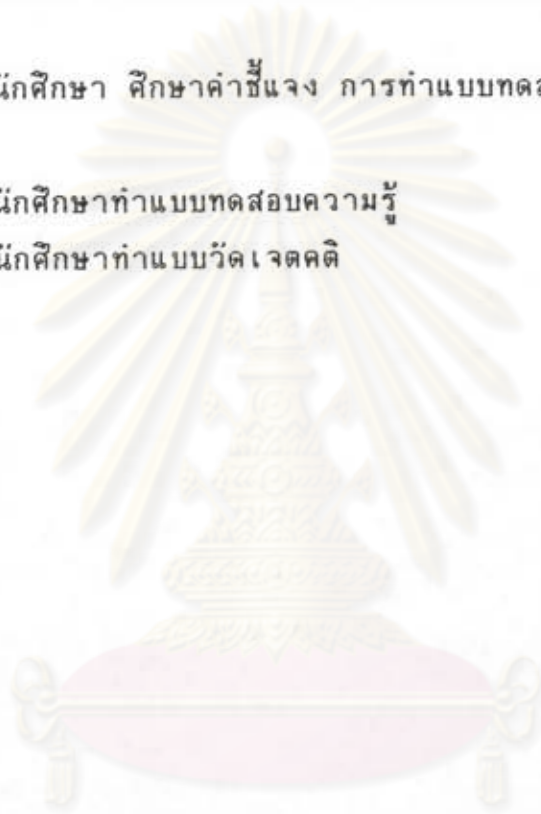 นักศึกษา ศึกษาคำชี้แจง การทำแบบทดส
นักศึกษาทำแบบทดสอบความรู้
นักศึกษาทำแบบวัดเจตคติ